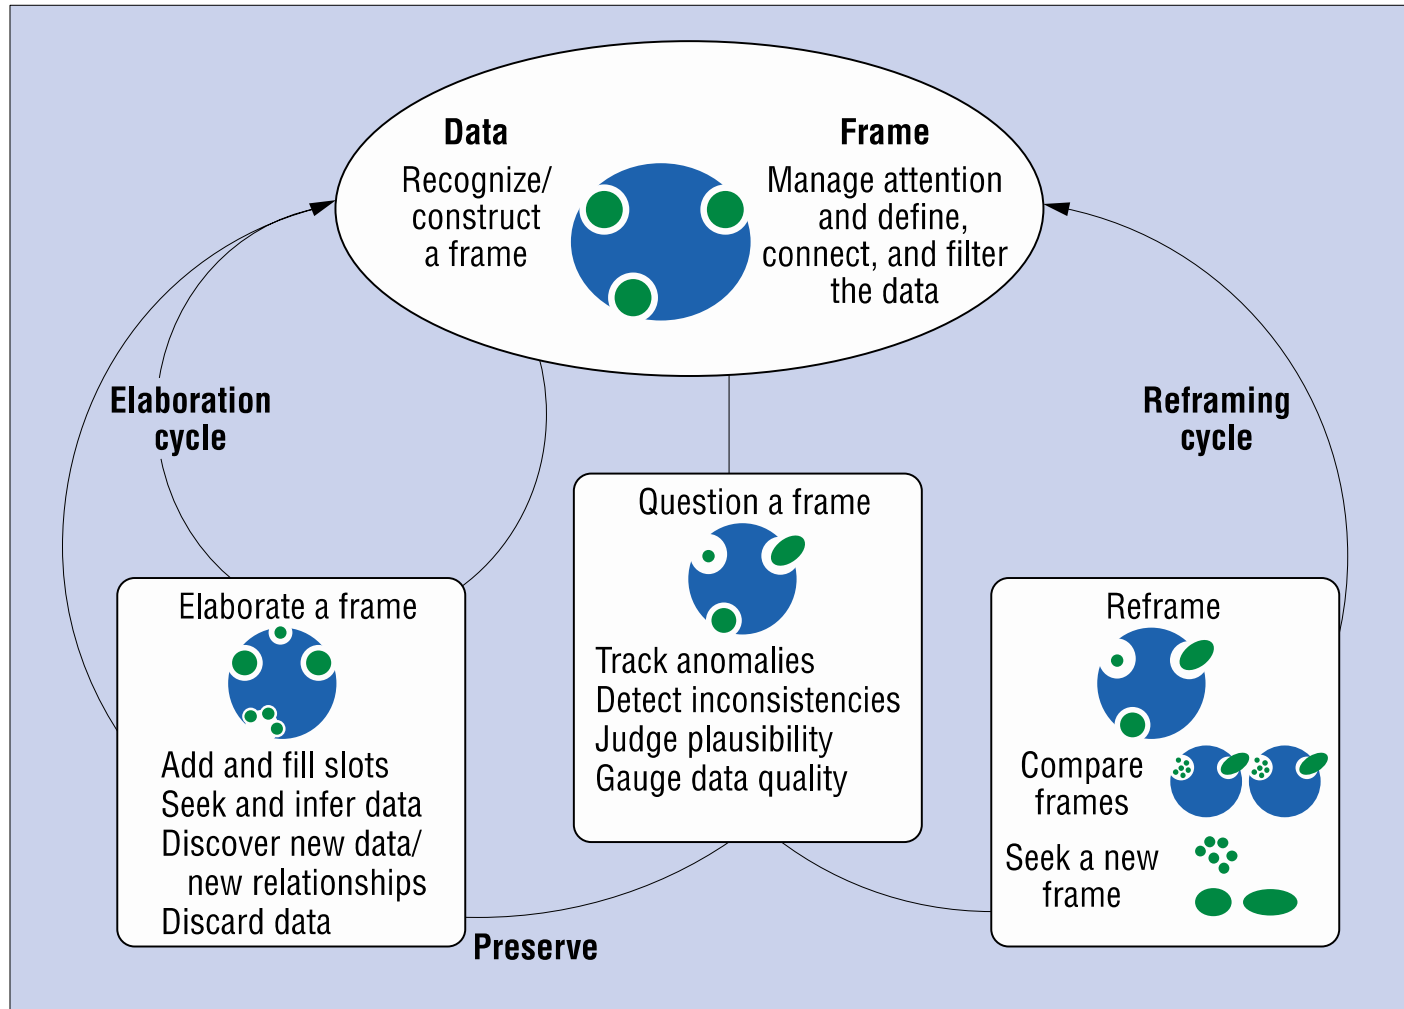 Data
Recognize/
construct
a frame
Frame
Manage attention
and define,
connect, and filter
the data
Elaboration
cycle
Reframing
cycle
Elaborate a frame
Add and fill slots
Seek and infer data
Discover new data/
new relationships
Discard data
Question a frame
Track anomalies
Detect inconsistencies
Judge plausibility
Gauge data quality
Reframe
Compare
frames
Seek a new
frame
Preserve